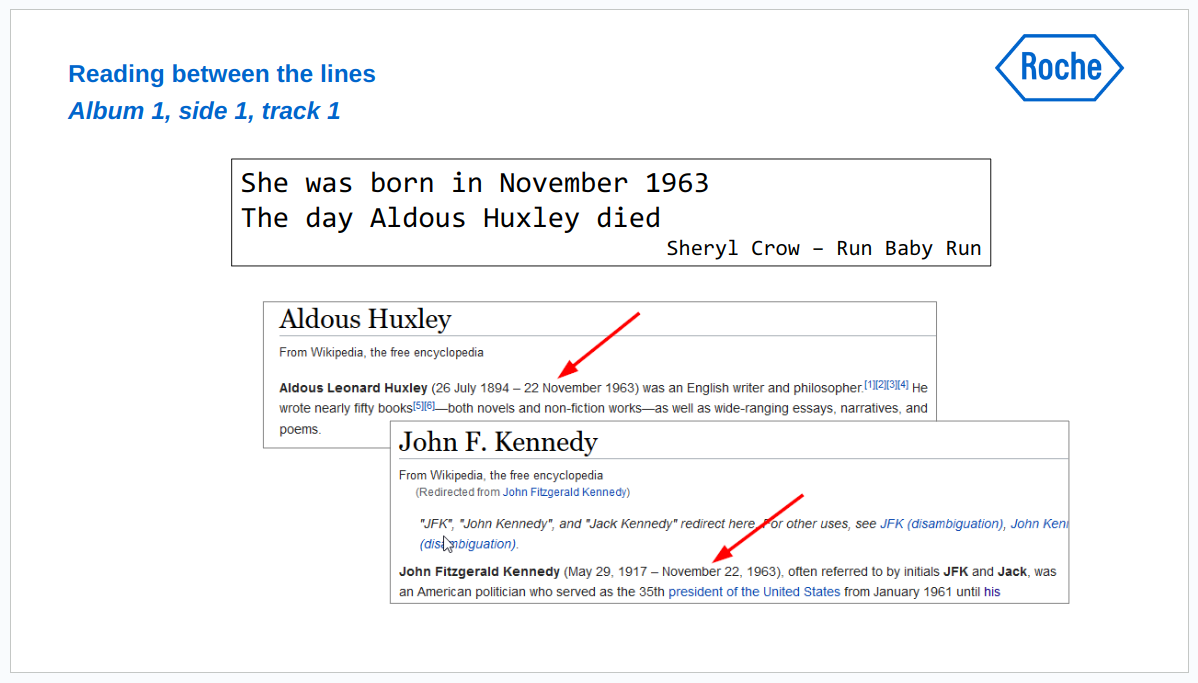 Roche
Reading between the lines
Album 1, side 1, track 1
She was born in November 1963
The day Aldous Huxley died
Sheryl Crow – Run Baby Run
Aldous Huxley
From Wikipedia, the free encyclopedia
Aldous Leonard Huxley (26 July 1894 – 22 November 1963) was an English writer and philosopher.[1][2][3][4] He
wrote nearly fifty books[5][6]—both novels and non-fiction works—as well as wide-ranging essays, narratives, and
poems.
John F. Kennedy
From Wikipedia, the free encyclopedia
(Redirected from John Fitzgerald Kennedy)
"JFK", "John Kennedy", and "Jack Kennedy" redirect here. For other uses, see JFK (disambiguation), John
(disambiguation).
John Fitzgerald Kennedy (May 29, 1917 – November 22, 1963), often referred to by initials JFK and Jack, was
an American politician who served as the 35th president of the United States from January 1961 until his